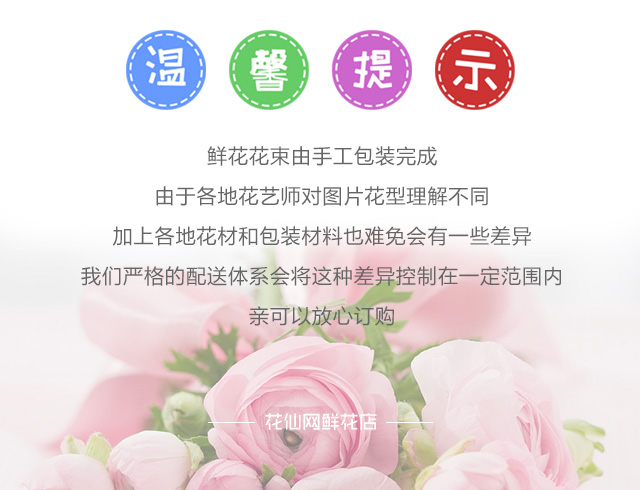 温馨提示
鲜花花束由手工包装完成
由于各地花艺师对图片花型理解不同
加上各地花材和包装材料也难免会有一些差异
我们严格的配送体系会将这种差异控制在一定范围内
亲可以放心订购
花仙网鲜花店